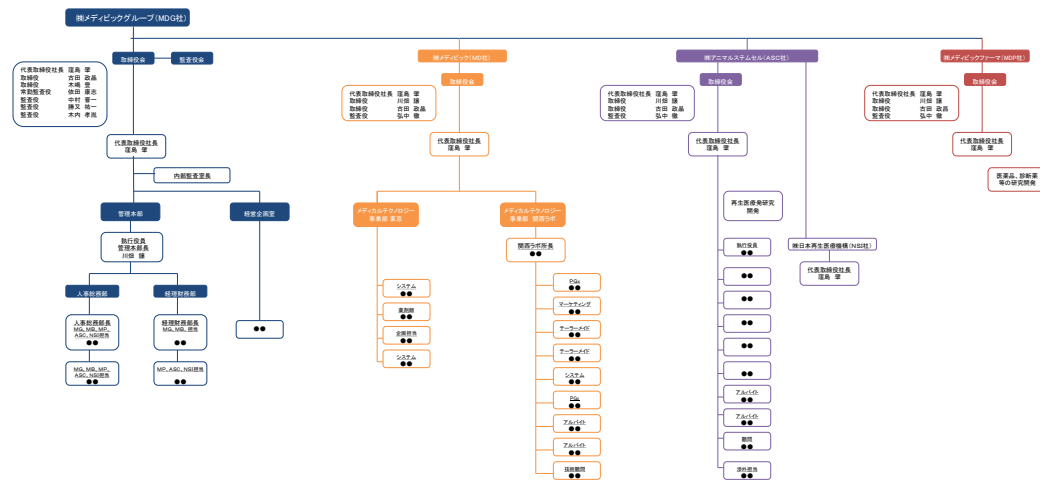 ㈱メディビックグループ(MDG社)
取締役会
監査役会
代表取締役社長 窪島 肇
取締役 古田 政晶
取締役 木嶋 豊
常勤監査役 依田 康志
監査役 中村 晋一
監査役 勝又 祐一
監査役 木内 孝胤
代表取締役社長
窪島 肇
内部監査室長
管理本部
経営企画室
執行役員
管理本部長
川畑 譲
人事総務部
経理財務部
人事総務部長
MG、MB、MP、
ASC、NSI担当
●●
経理財務部長
MG、MB、担当
●●
●●
MG、MB、MP、
ASC、NSI担当
●●
MP、ASC、NSI担当
●●
㈱メディビック(MD社)
取締役会
代表取締役社長 窪島 肇
取締役 川畑 譲
取締役 古田 政晶
監査役 弘中 徹
代表取締役社長
窪島 肇
メディカルテクノロジー
事業部 東京
メディカルテクノロジー
事業部 関西ラボ
関西ラボ所長
●●
システム
●●
薬剤師
●●
企画担当
●●
システム
●●
PGx
●●
マーケティング
●●
テーラーメイド
●●
テーラーメイド
●●
システム
●●
PGx
●●
アルバイト
●●
アルバイト
●●
技術顧問
●●
㈱アニマルステムセル(ASC社)
取締役会
代表取締役社長 窪島 肇
取締役 川畑 譲
取締役 古田 政晶
監査役 弘中 徹
代表取締役社長
窪島 肇
再生医療発研究
開発
執行役員
●●
●●
●●
●●
●●
●●
アルバイト
●●
アルバイト
●●
顧問
●●
渉外担当
●●
㈱日本再生医療機構(NSI社)
代表取締役社長
窪島 肇
㈱メディビックファーマ(MDP社)
取締役会
代表取締役社長 窪島 肇
取締役 川畑 譲
取締役 古田 政晶
監査役 弘中 徹
代表取締役社長
窪島 肇
医薬品、診断薬
等の研究開発